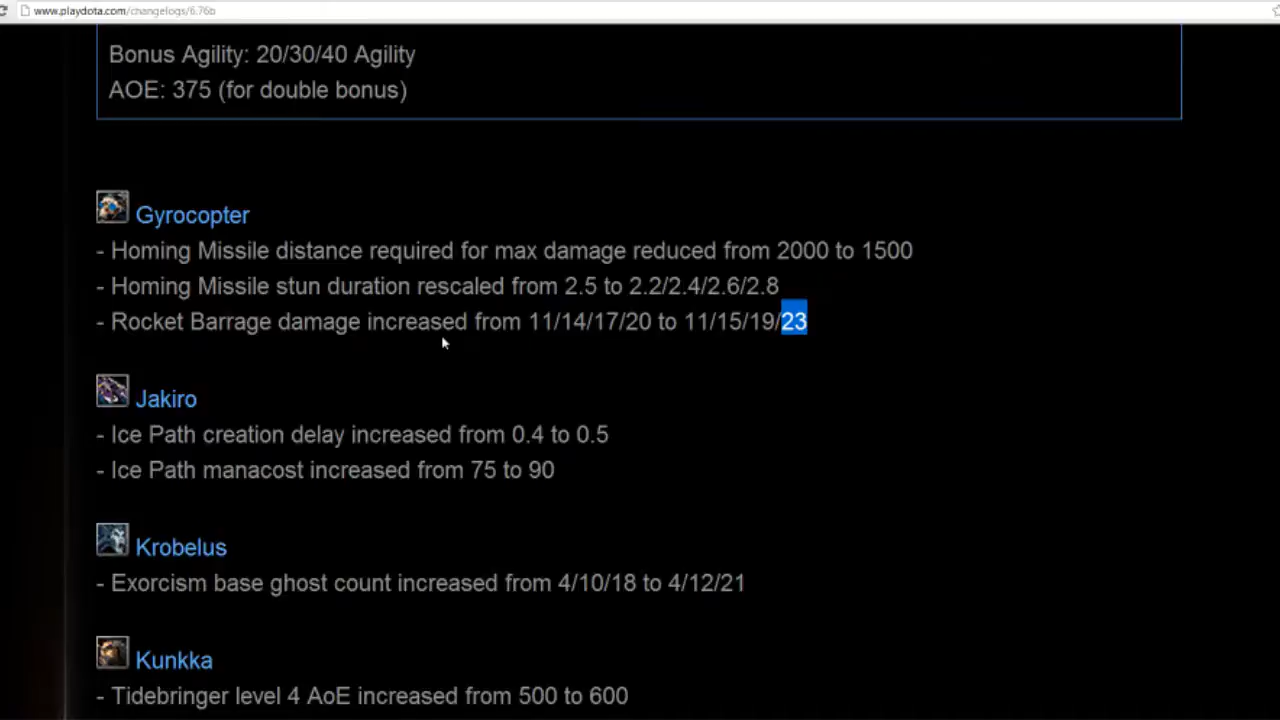 www.playdota.com/changelogs/6.76b
Bonus Agility: 20/30/40 Agility
AOE: 375 (for double bonus)
Gyrocopter
- Homing Missile distance required for max damage reduced from 2000 to 1500
- Homing Missile stun duration rescaled from 2.5 to 2.2/2.4/2.6/2.8
- Rocket Barrage damage increased from 11/14/17/20 to 11/15/19/23
Jakiro
- Ice Path creation delay increased from 0.4 to 0.5
- Ice Path manacost increased from 75 to 90
Krobelus
- Exorcism base ghost count increased from 4/10/18 to 4/12/21
Kunkka
- Tidebringer level 4 AoE increased from 500 to 600